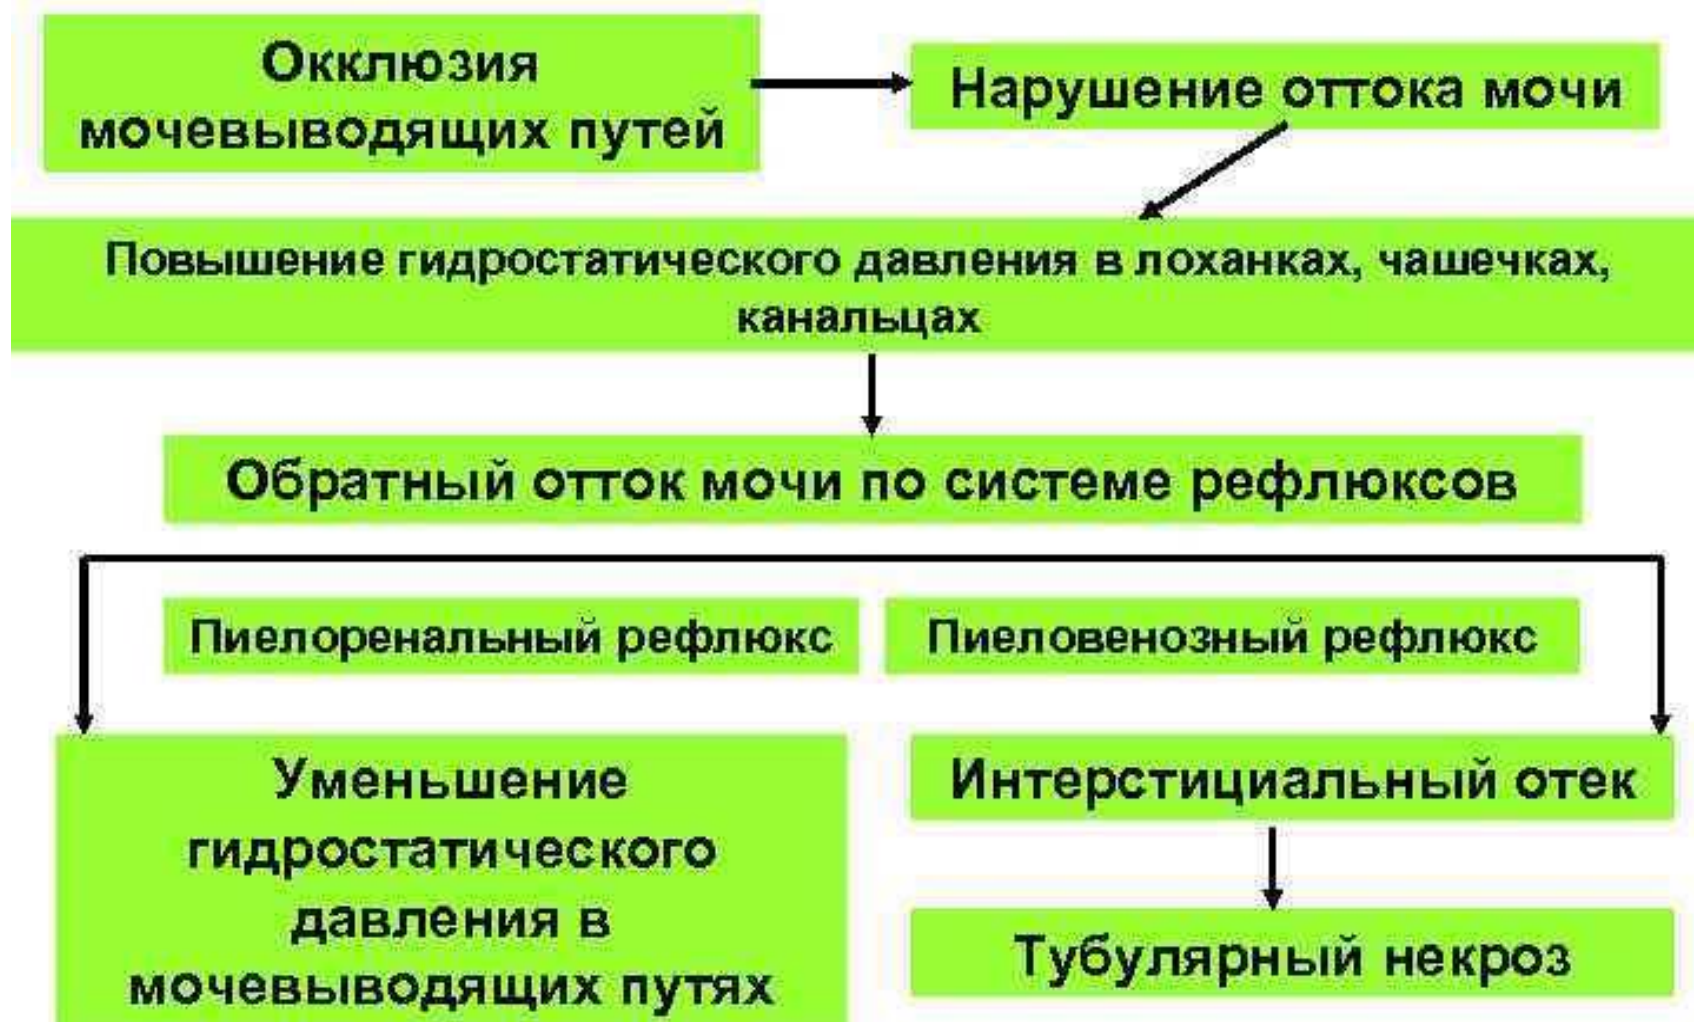 Окклюзия
мочевыводящих путей
Нарушение оттока мочи
Повышение гидростатического давления в лоханках, чашечках,
канальцах
Обратный отток мочи по системе рефлюксов
Пиелоренальный рефлюкс
Пиеловенозный рефлюкс
Уменьшение
гидростатического
давления в
мочевыводящих путях
Интерстициальный отек
Тубулярный некроз